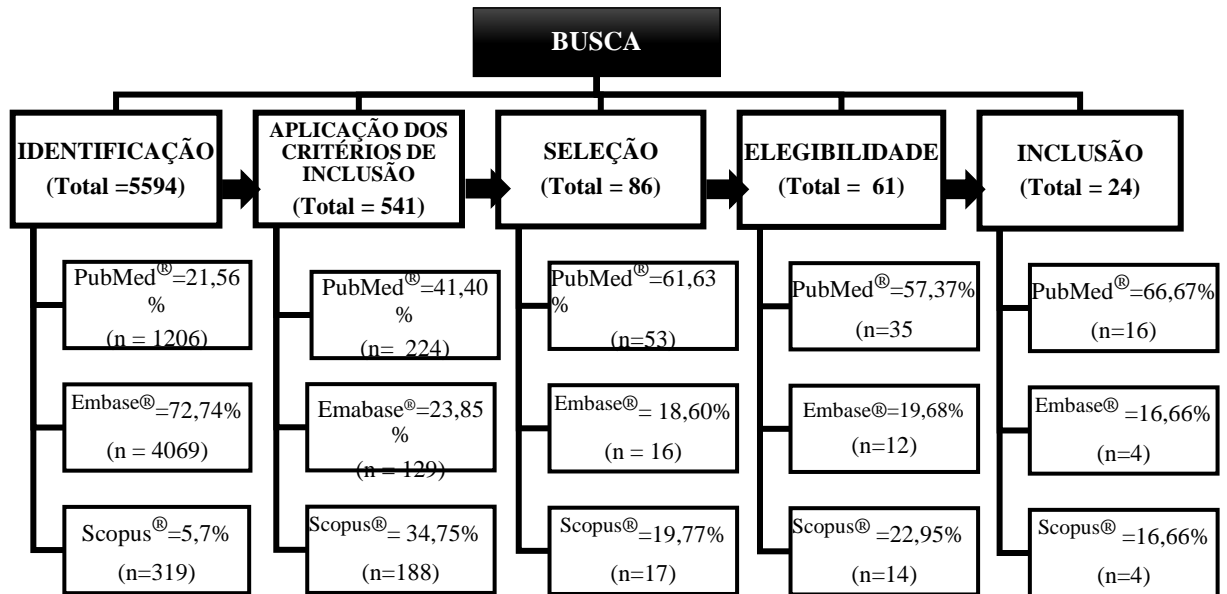 BUSCA
IDENTIFICAÇÃO
(Total =5594)
PubMed®=21,56
%
(n = 1206)
Embase®=72,74%
(n = 4069)
Scopus®=5,7%
(n=319)
APLICAÇÃO DOS
CRITÉRIOS DE
INCLUSÃO
(Total = 541)
PubMed®=41,40
%
(n= 224)
Emabase®=23,85
%
(n = 129)
Scopus®= 34,75%
(n=188)
SELEÇÃO
(Total = 86)
PubMed®=61,63
%
(n=53)
Embase®= 18,60%
(n = 16)
Scopus®=19,77%
(n=17)
ELEGIBILIDADE
(Total = 61)
PubMed®=57,37%
(n=35
Embase®=19,68%
(n=12)
Scopus®=22,95%
(n=14)
INCLUSÃO
(Total = 24)
PubMed®=66,67%
(n=16)
Embase® =16,66%
(n=4)
Scopus®=16,66%
(n=4)